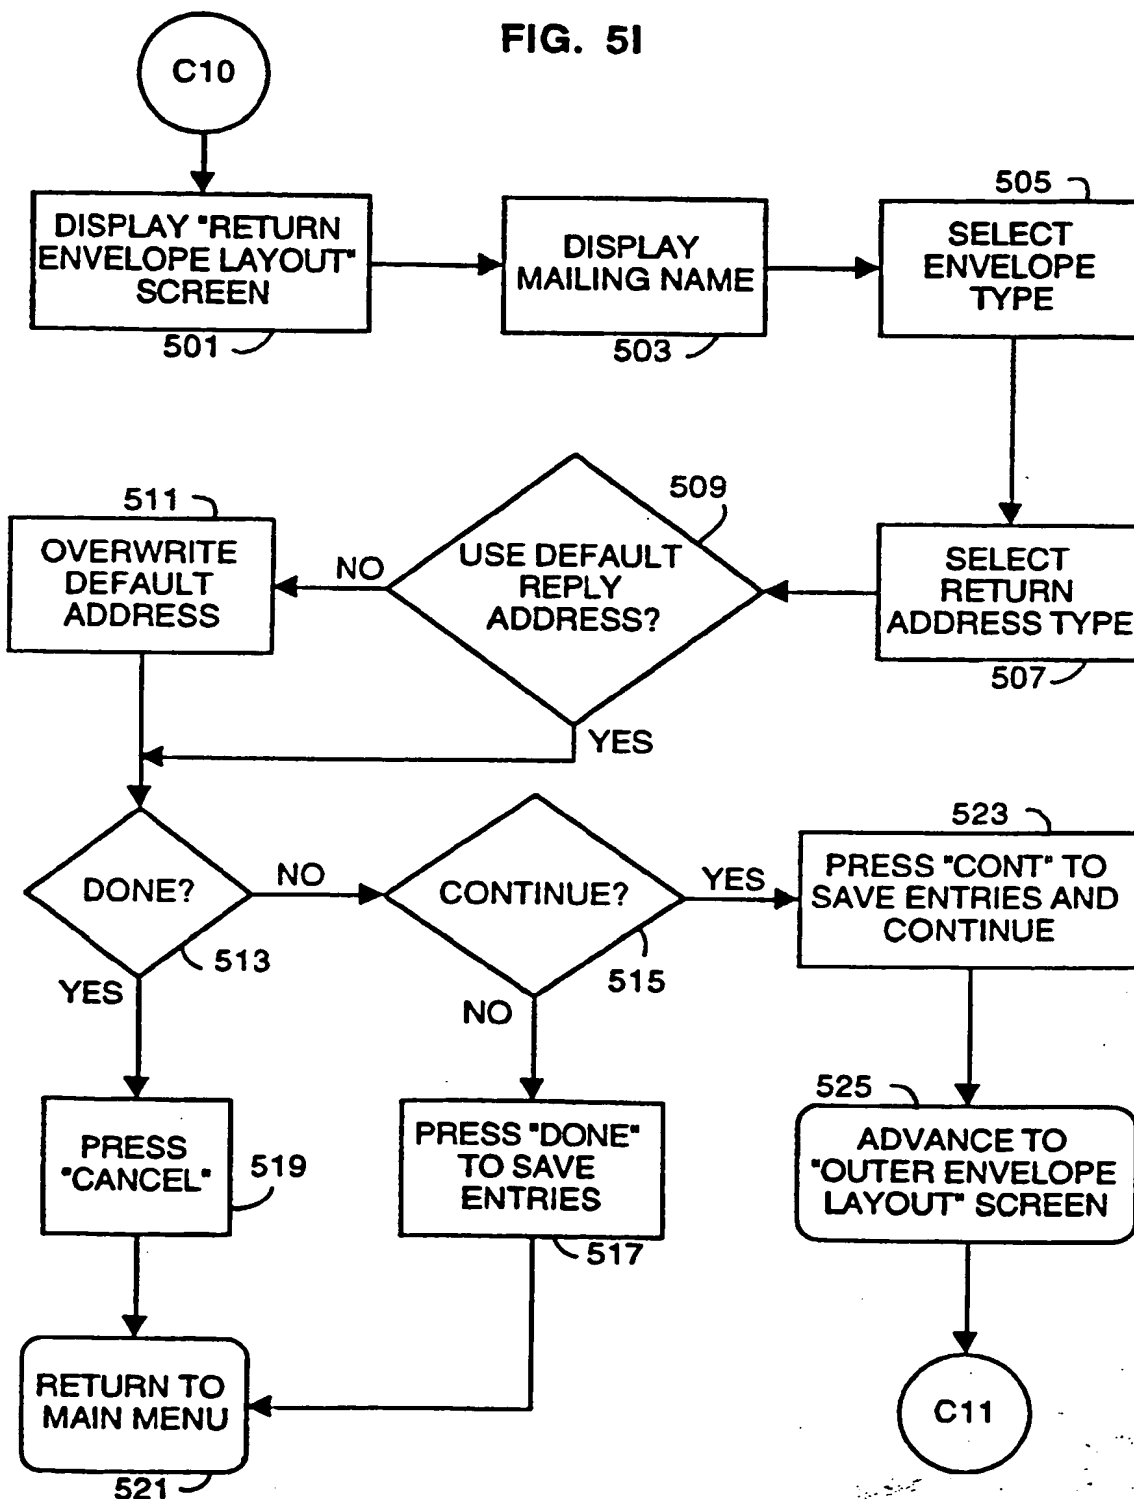 FIG. 5I
C10
DISPLAY "RETURN
ENVELOPE LAYOUT"
SCREEN
501
DISPLAY
MAILING NAME
503
505
SELECT
ENVELOPE
TYPE
511
OVERWRITE
DEFAULT
ADDRESS
NO
509
USE DEFAULT
REPLY
ADDRESS?
YES
SELECT
RETURN
ADDRESS TYPE
507
DONE?
513
NO
YES
CONTINUE?
515
YES
NO
523
PRESS "CONT" TO
SAVE ENTRIES AND
CONTINUE
PRESS
"CANCEL"
519
PRESS "DONE"
TO SAVE
ENTRIES
517
525
ADVANCE TO
"OUTER ENVELOPE
LAYOUT" SCREEN
RETURN TO
MAIN MENU
521
C11